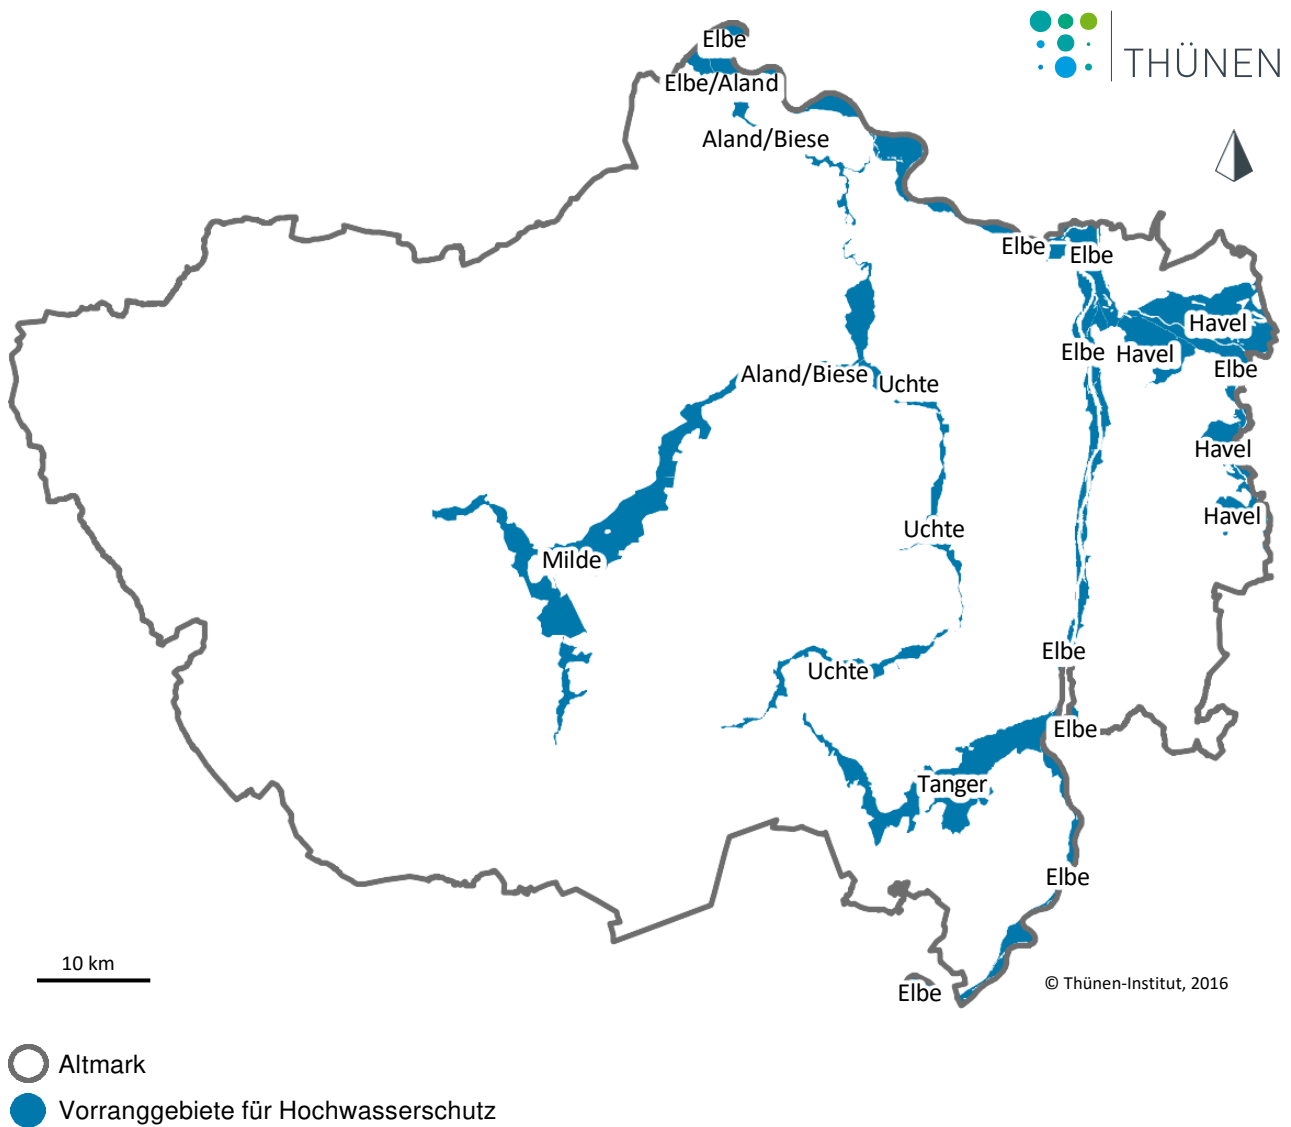 Elbe
THÜNEN
Elbe/Aland
Aland/Biese
Elbe
Elbe
Havel
Elbe
Havel
Elbe
Aland/Biese
Uchte
Havel
Havel
Uchte
Milde
Elbe
Uchte
Elbe
Tanger
Elbe
10 km
Elbe
© Thünen-Institut, 2016
Altmark
Vorranggebiete für Hochwasserschutz